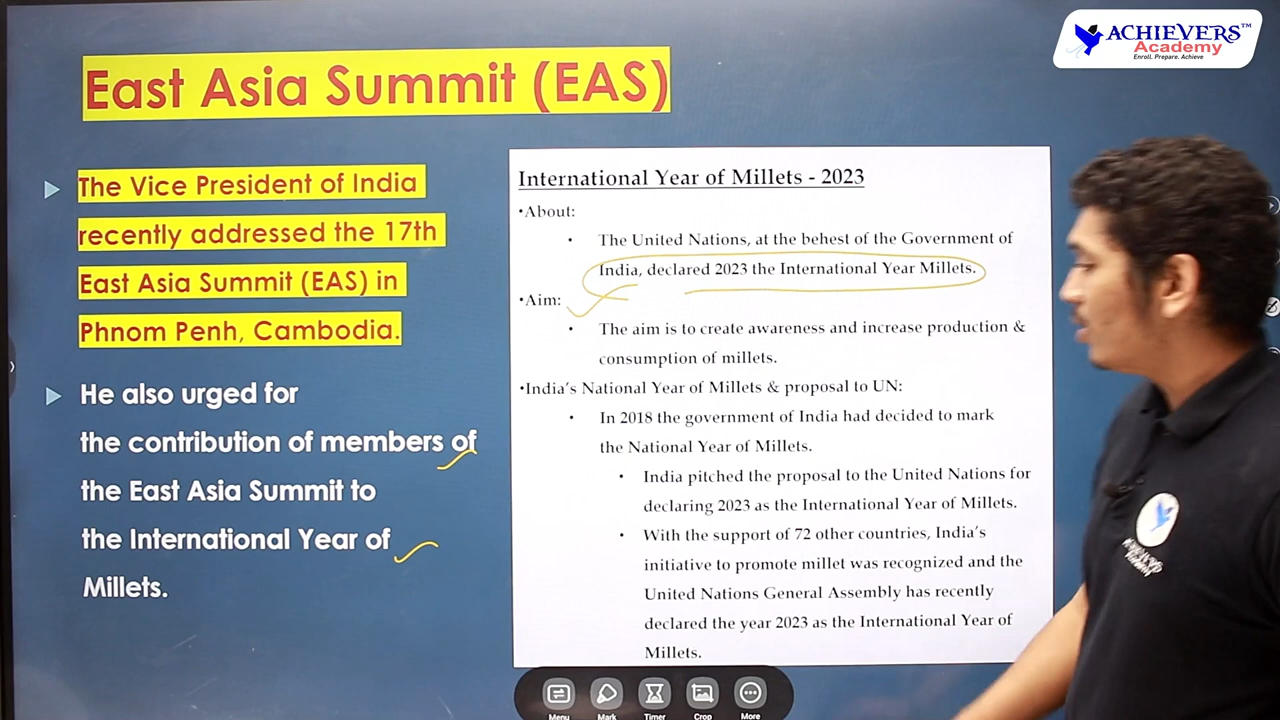 ACHIEVERS™
Academy
Enroll. Prepare. Achieve
East Asia Summit (EAS)
The Vice President of India
recently addressed the 17th
East Asia Summit (EAS) in
Phnom Penh, Cambodia.
He also urged for
the contribution of members of
the East Asia Summit to
the International Year of
Millets.
International Year of Millets - 2023
•About:
• The United Nations, at the behest of the Government of
India, declared 2023 the International Year Millets.
•Aim:
• The aim is to create awareness and increase production &
consumption of millets.
•India's National Year of Millets & proposal to UN:
• In 2018 the government of India had decided to mark
the National Year of Millets.
• India pitched the proposal to the United Nations for
declaring 2023 as the International Year of Millets.
• With the support of 72 other countries, India's
initiative to promote millet was recognized and the
United Nations General Assembly has recently
declared the year 2023 as the International Year of
Millets.
Menu Mark Timer Crop More
Academy